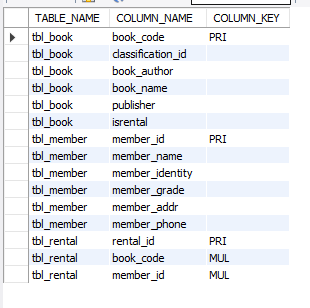 TABLE_NAME COLUMN_NAME COLUMN_KEY
tbl_book book_code PRI
tbl_book classification_id
tbl_book book_author
tbl_book book_name
tbl_book publisher
tbl_book isrental
tbl_member member_id PRI
tbl_member member_name
tbl_member member_identity
tbl_member member_grade
tbl_member member_addr
tbl_member member_phone
tbl_rental rental_id PRI
tbl_rental book_code MUL
tbl_rental member_id MUL